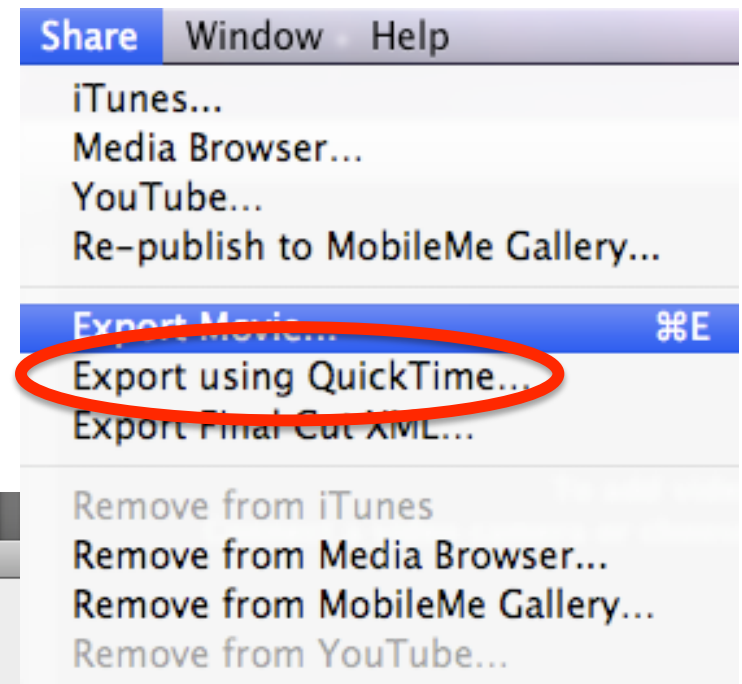 Share Window Help
iTunes...
Media Browser...
YouTube...
Re-publish to MobileMe Gallery...
Export Movie... ⌘E
Export using QuickTime...
Export Final Cut XML...
Remove from iTunes
Remove from Media Browser...
Remove from MobileMe Gallery...
Remove from YouTube...